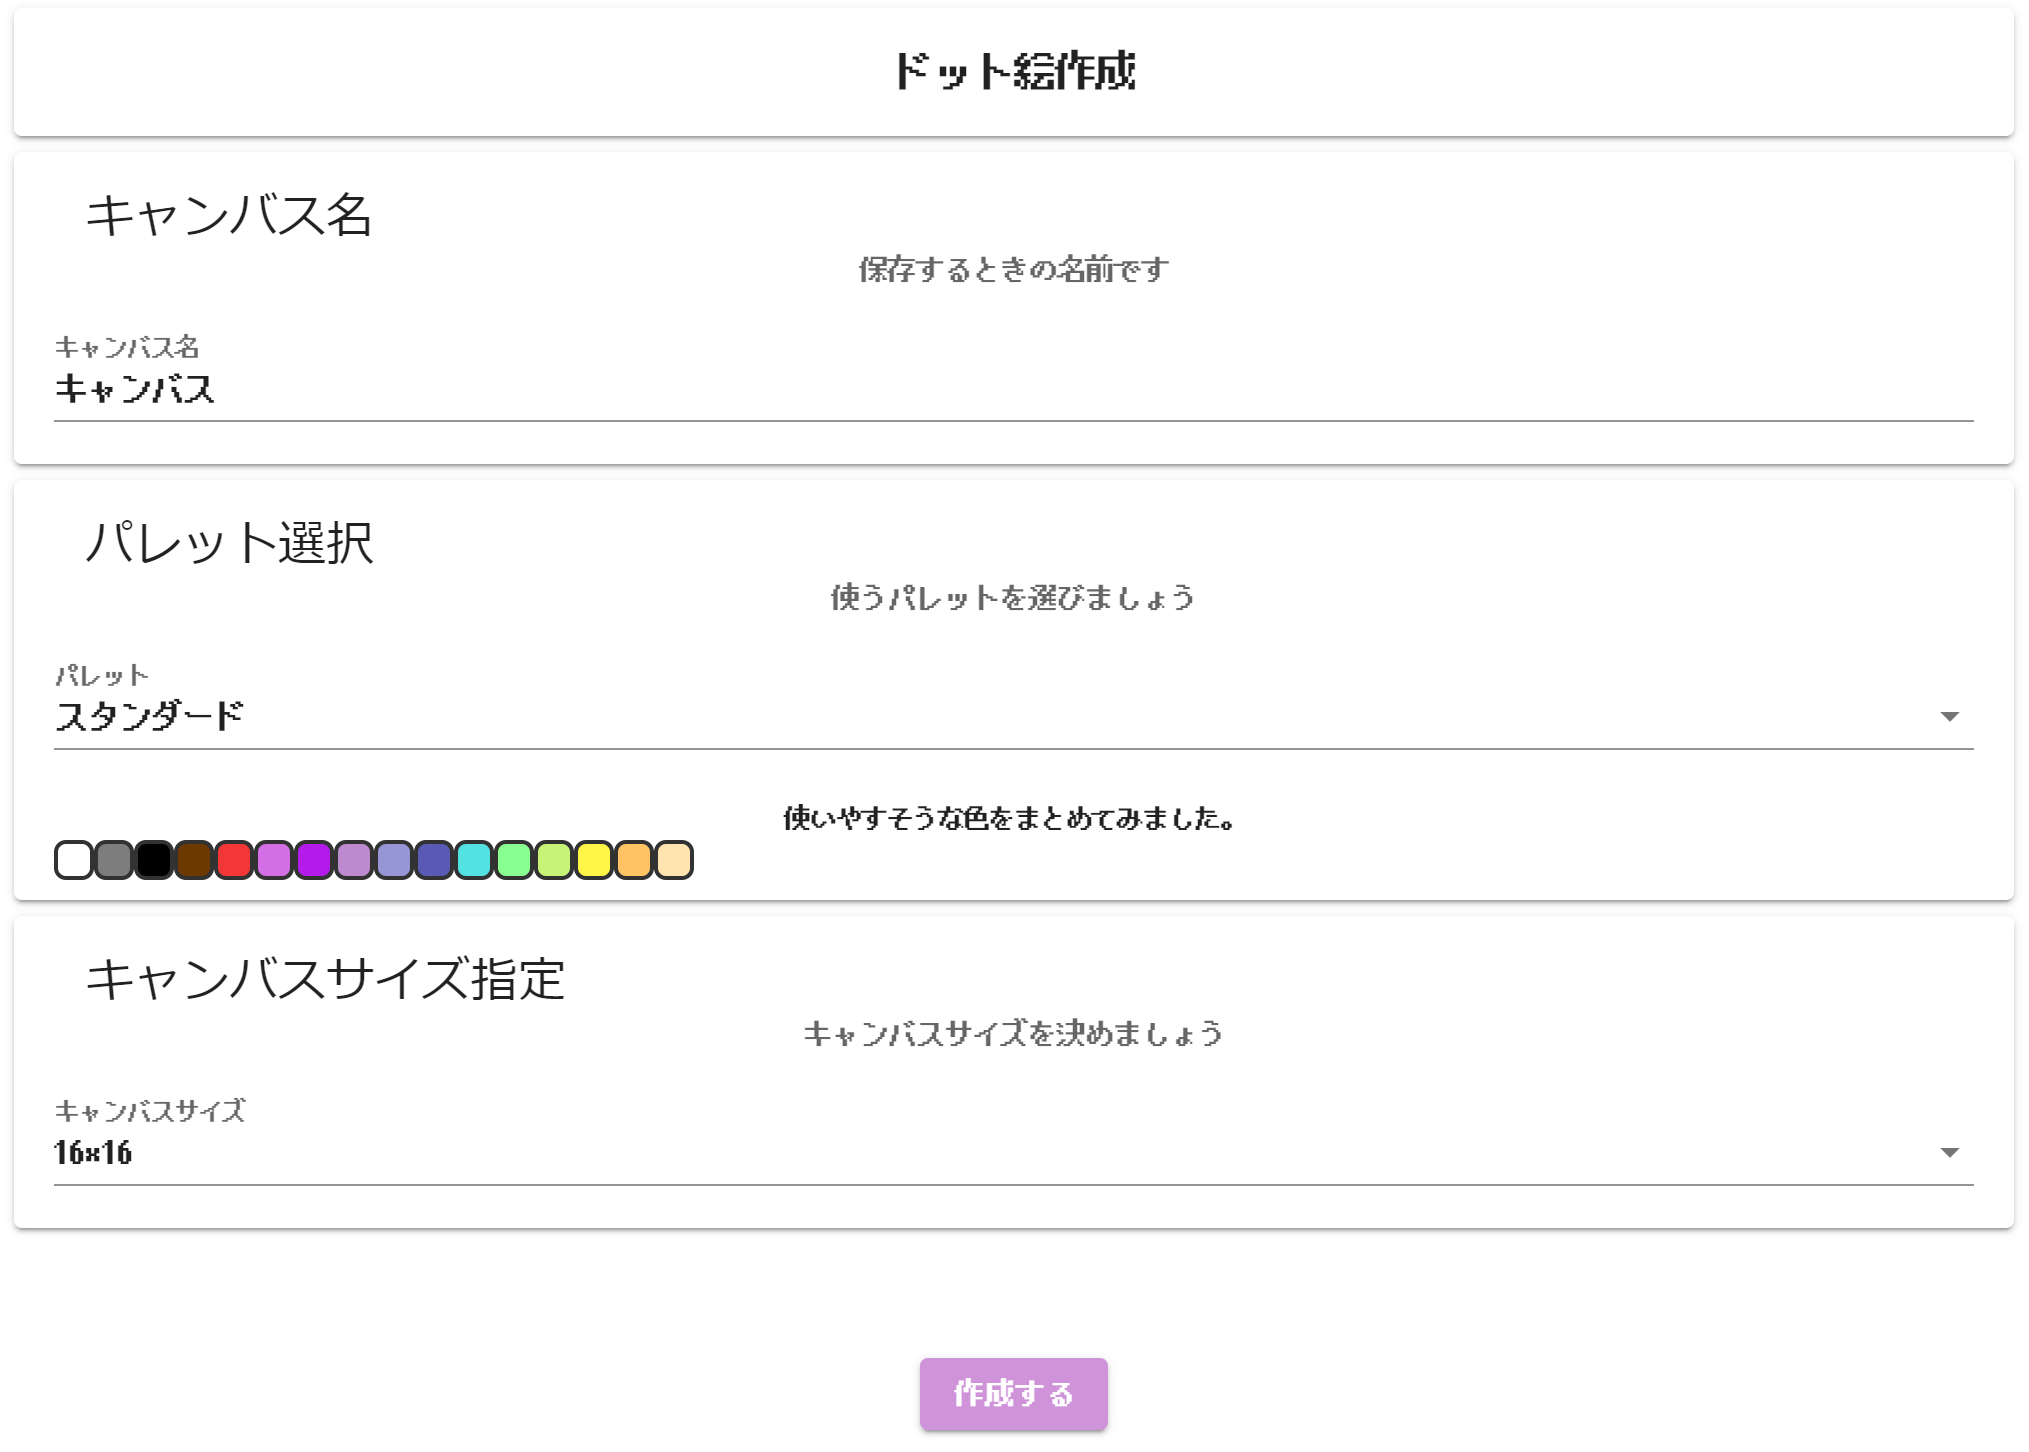 ドット絵作成
キャンバス名
保存するときの名前です
キャンバス名
キャンバス
パレット選択
使うパレットを選びましょう
パレット
スタンダード
使いやすそうな色をまとめてみました。
キャンバスサイズ指定
キャンバスサイズを決めましょう
キャンバスサイズ
16×16
作成する